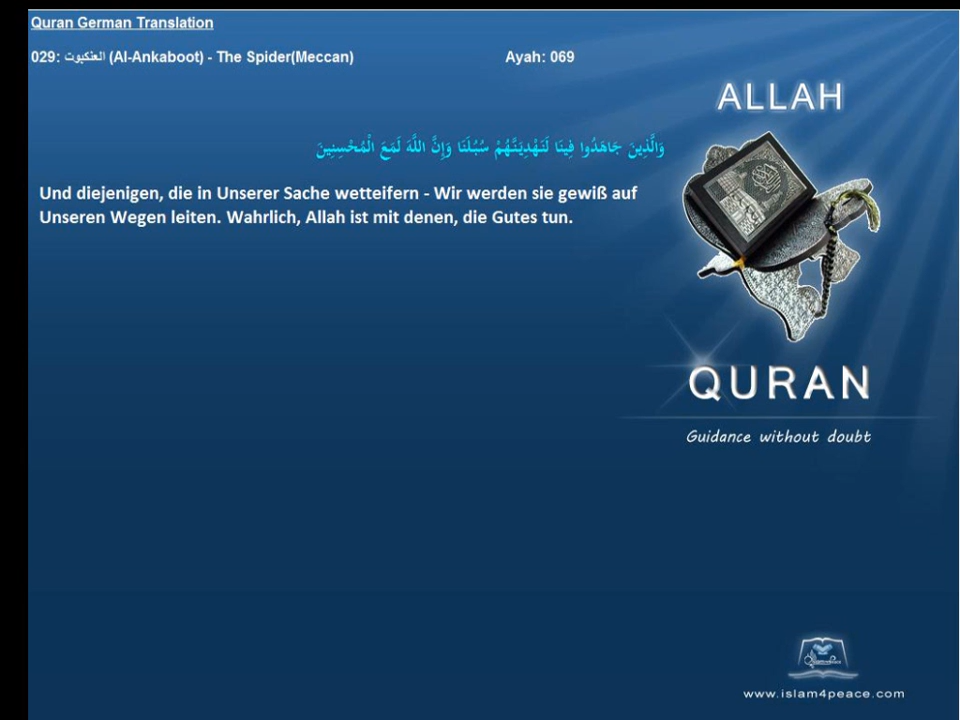 Quran German Translation
029: العنكبوت (Al-Ankaboot) - The Spider(Meccan) Ayah: 069
ALLAH
وَالَّذِينَ جَاهَدُوا فِينَا لَنَهْدِيَنَّهُمْ سُبُلَنَا وَإِنَّ اللَّهَ لَمَعَ الْمُحْسِنِينَ
Und diejenigen, die in Unserer Sache wetteifern - Wir werden sie gewiß auf
Unseren Wegen leiten. Wahrlich, Allah ist mit denen, die Gutes tun.
QURAN
Guidance without doubt
www.islam4peace.com